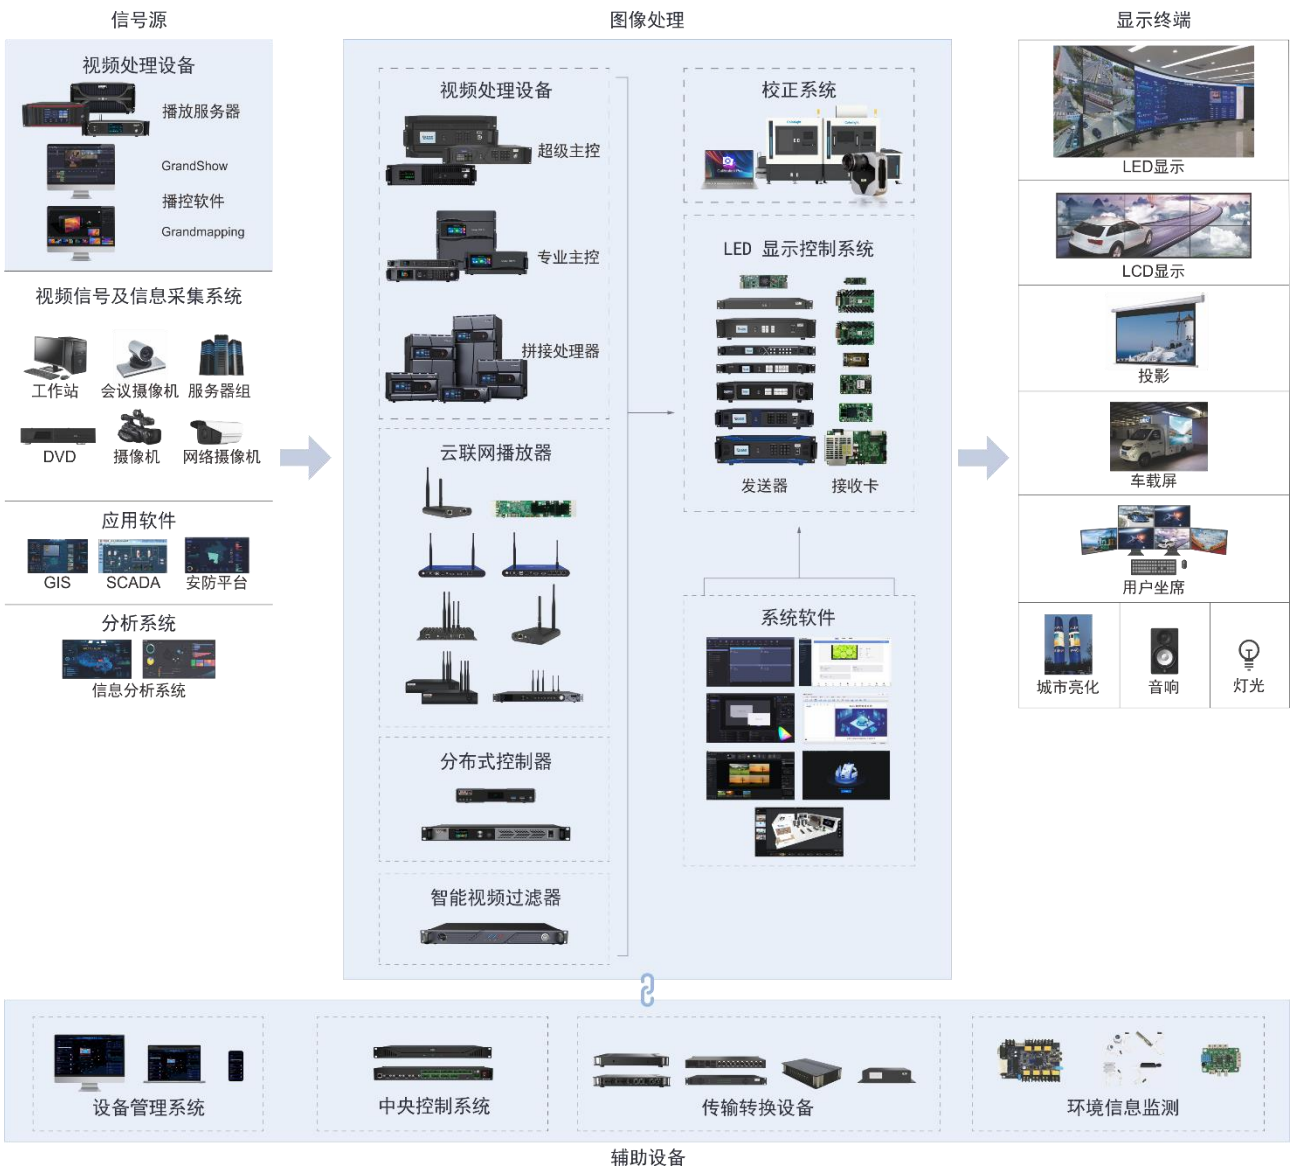 信号源
图像处理
显示终端
视频处理设备
播放服务器
GrandShow
播控软件
Grandmapping
视频信号及信息采集系统
工作站
会议摄像机
服务器组
DVD
摄像机
网络摄像机
应用软件
GIS
SCADA
安防平台
分析系统
信息分析系统
视频处理设备
超级主控
专业主控
拼接处理器
云联网播放器
分布式控制器
智能视频过滤器
校正系统
LED 显示控制系统
发送器
接收卡
系统软件
LED显示
LCD显示
投影
车载屏
用户坐席
城市亮化
音响
灯光
设备管理系统
中央控制系统
传输转换设备
环境信息监测
辅助设备